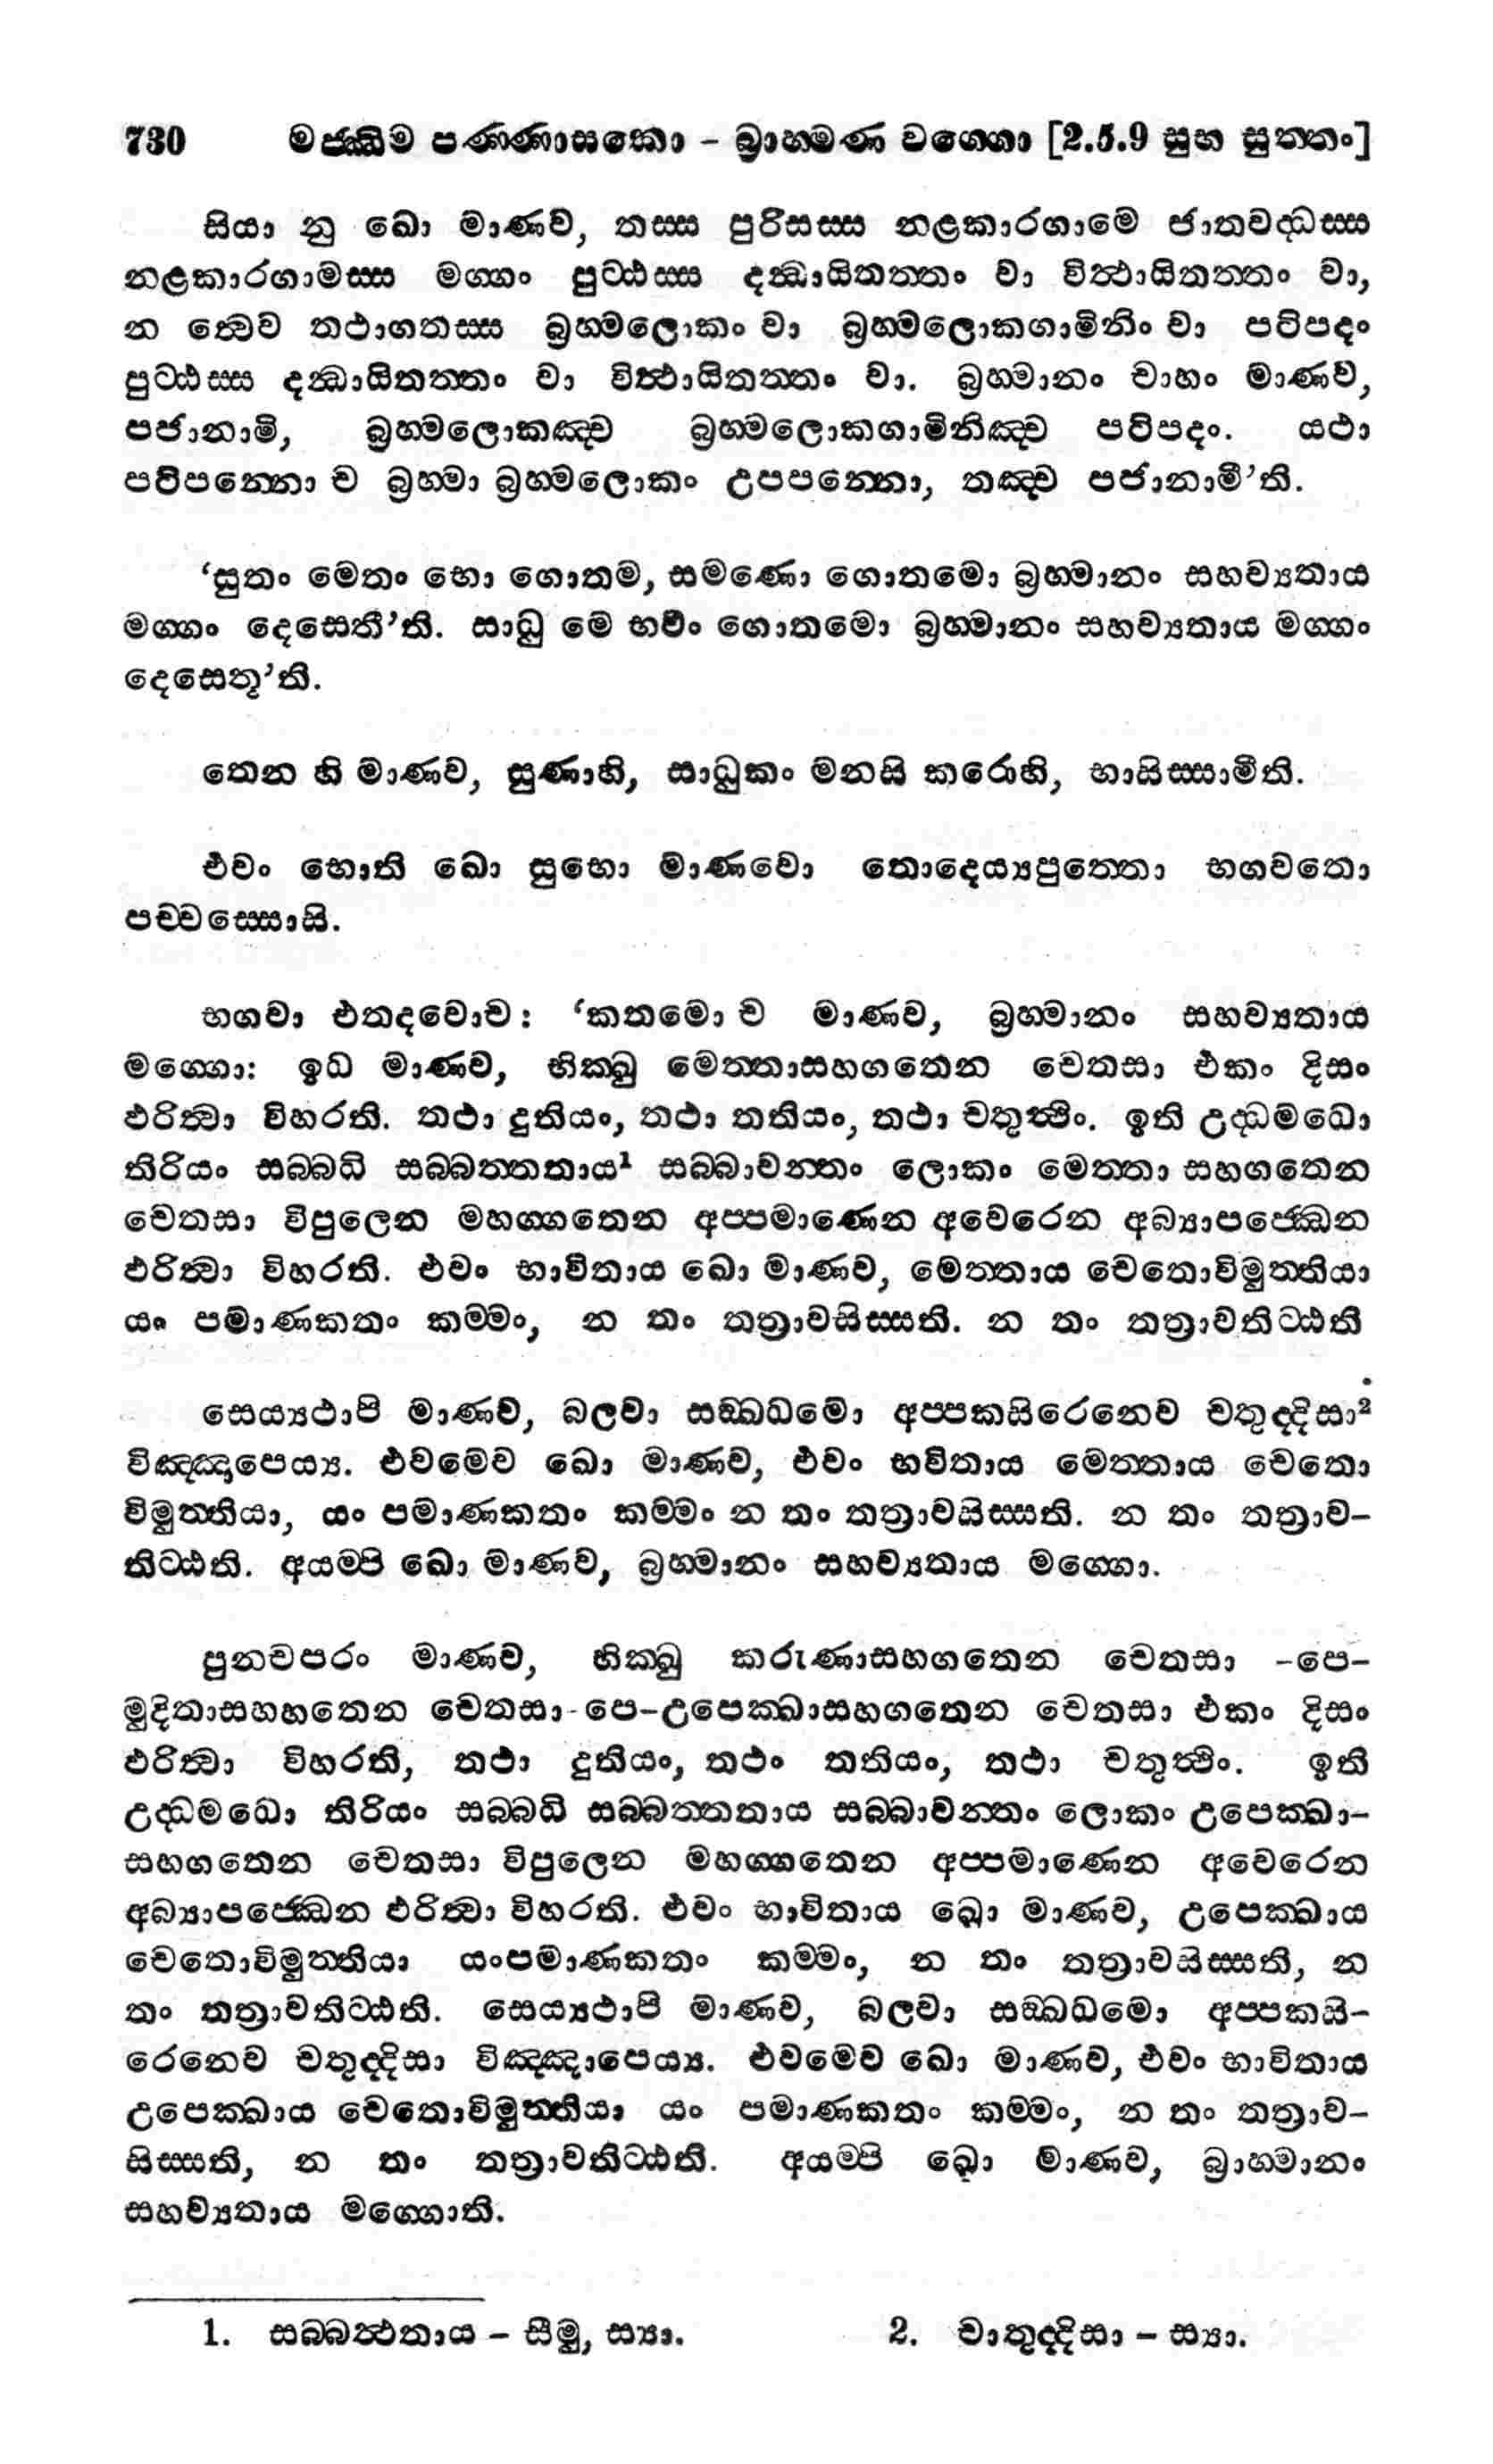 730 මජ්ඣිම පණ්ණාසකො – බ්‍රාහ්මණ වග්ගො [2.5.9 සුභ සුත්තං]
සියා නු ඛො මාණව, තස්ස පුරිසස්ස නළකාරගාමෙ ජාතවද්ධස්ස
නළකාරගාමස්ස මග්ගං පුට්ඨස්ස දන්ධායිතත්තං වා විත්ථායිතත්තං වා,
න ත්වෙව තථාගතස්ස බ්‍රහ්මලොකං වා බ්‍රහ්මලොකගාමිනිං වා පටිපදං
පුට්ඨස්ස දන්ධායිතත්තං වා විත්ථායිතත්තං වා. බ්‍රහ්මානං චාහං මාණව,
පජානාමි, බ්‍රහ්මලොකඤ්ච බ්‍රහ්මලොකගාමිනිඤ්ච පටිපදං. යථා
පටිපන්නො ච බ්‍රහ්මා බ්‍රහ්මලොකං උපපන්නො, තඤ්ච පජානාමී’ති.
‘සුතං මෙතං භො ගොතම, සමණො ගොතමො බ්‍රහ්මානං සහව්‍යතාය
මග්ගං දෙසෙතී’ති. සාධු මෙ භවං ගොතමො බ්‍රහ්මානං සහව්‍යතාය මග්ගං
දෙසෙතූ’ති.
තෙන හි මාණව, සුණාහි, සාධුකං මනසි කරොහි, භාසිස්සාමීති.
එවං භොති ඛො සුභො මාණවො තොදෙය්‍යපුත්තො භගවතො
පච්චස්සොසි.
භගවා එතදවොච: ‘කතමො ච මාණව, බ්‍රහ්මානං සහව්‍යතාය
මග්ගො: ඉධ මාණව, භික්ඛු මෙත්තාසහගතෙන චෙතසා එකං දිසං
ඵරිත්වා විහරති. තථා දුතියං, තථා තතියං, තථා චතුත්ථිං. ඉති උද්ධමධො
තිරියං සබ්බධි සබ්බත්තතාය¹ සබ්බාවන්තං ලොකං මෙත්තා සහගතෙන
චෙතසා විපුලෙන මහග්ගතෙන අප්පමාණෙන අවෙරෙන අබ්‍යාපජ්ඣෙන
ඵරිත්වා විහරති. එවං භාවිතාය ඛො මාණව, මෙත්තාය චෙතොවිමුත්තියා
යං පමාණකතං කම්මං, න තං තත්‍රාවසිස්සති. න තං තත්‍රාවතිට්ඨති
සෙය්‍යථාපි මාණව, බලවා සඞ්ඛධමො අප්පකසිරෙනෙව චතුද්දිසා²
විඤ්ඤාපෙය්‍ය. එවමෙව ඛො මාණව, එවං භවිතාය මෙත්තාය චෙතො
විමුත්තියා, යං පමාණකතං කම්මං න තං තත්‍රාවසිස්සති. න තං තත්‍රාව-
තිට්ඨති. අයම්පි ඛො මාණව, බ්‍රහ්මානං සහව්‍යතාය මග්ගො.
පුනචපරං මාණව, භික්ඛු කරුණාසහගතෙන චෙතසා -පෙ-
මුදිතාසහහතෙන චෙතසා-පෙ-උපෙක්ඛාසහගතෙන චෙතසා එකං දිසං
ඵරිත්වා විහරති, තථා දුතියං, තථං තතියං, තථා චතුත්ථිං. ඉති
උද්ධමධො තිරියං සබ්බධි සබ්බත්තතාය සබ්බාවන්තං ලොකං උපෙක්ඛා-
සහගතෙන චෙතසා විපුලෙන මහග්ගතෙන අප්පමාණෙන අවෙරෙන
අබ්‍යාපජ්ඣෙන ඵරිත්වා විහරති. එවං භාවිතාය ඛො මාණව, උපෙක්ඛාය
චෙතොවිමුත්තියා යංපමාණකතං කම්මං, න තං තත්‍රාවසිස්සති, න
තං තත්‍රාවතිට්ඨති. සෙය්‍යථාපි මාණව, බලවා සඞ්ඛධමො අප්පකසි-
රෙනෙව චතුද්දිසා විඤ්ඤාපෙය්‍ය. එවමෙව ඛො මාණව, එවං භාවිතාය
උපෙක්ඛාය චෙතොවිමුත්තියා යං පමාණකතං කම්මං, න තං තත්‍රාව-
සිස්සති, න තං තත්‍රාවතිට්ඨති. අයම්පි ඛො මාණව, බ්‍රාහ්මානං
සහව්‍යතාය මග්ගොති.
1. සබ්බත්ථතාය – සීමු, ස්‍යා. 2. චාතුද්දිසා – ස්‍යා.